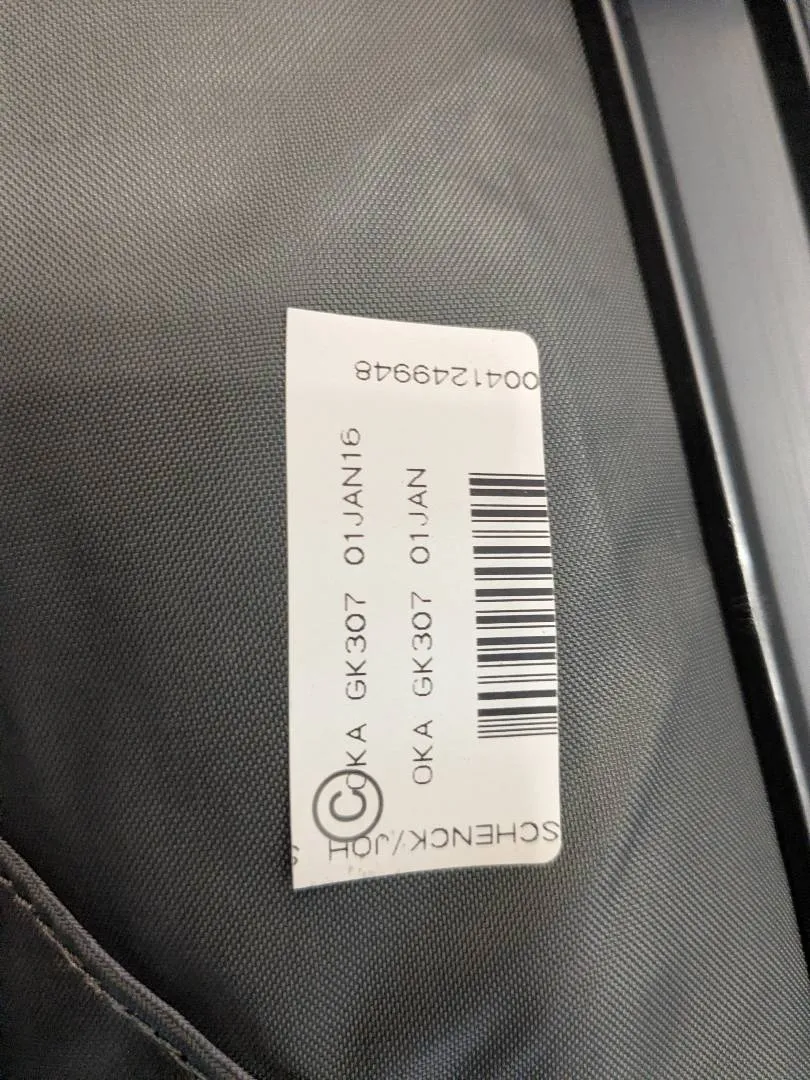 0041249948
OKA GK307 01JAN16
OKA GK307 01JAN
©
SCHENCK/JOH